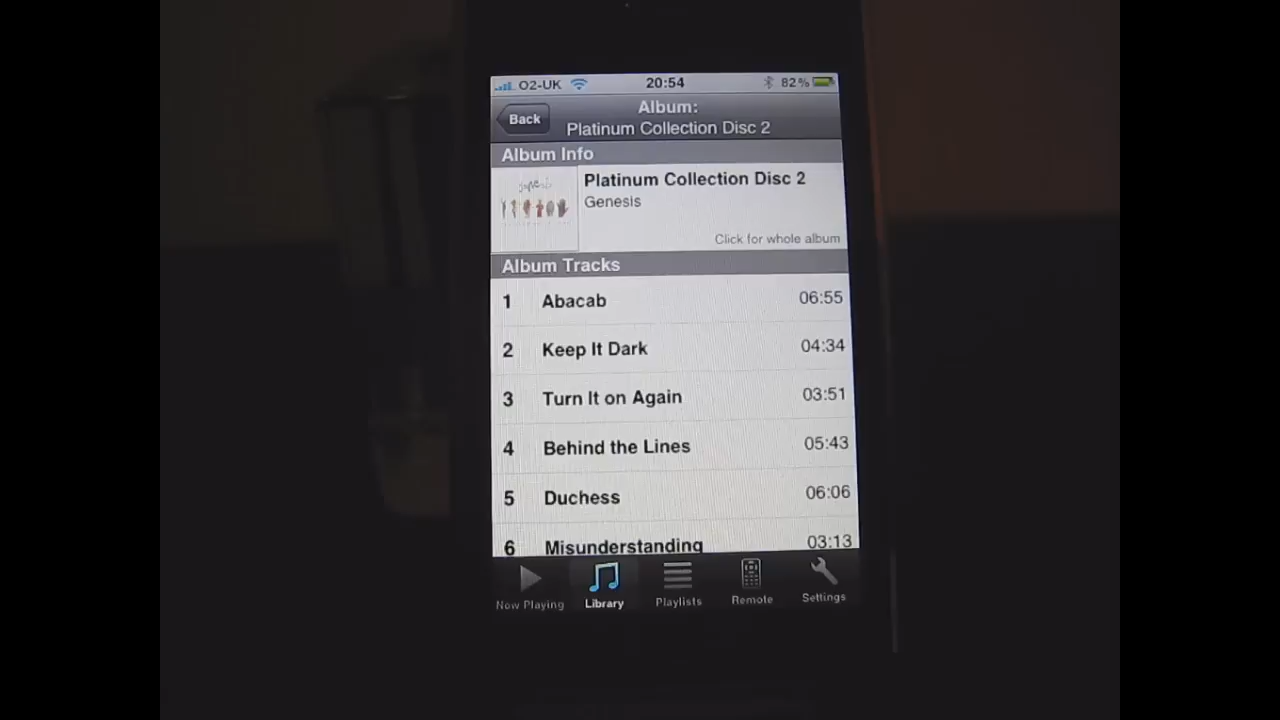 O2-UK 20:54 82%
Back
Album:
Platinum Collection Disc 2
Album Info
Platinum Collection Disc 2
Genesis
Click for whole album
Album Tracks
1 Abacab 06:55
2 Keep It Dark 04:34
3 Turn It on Again 03:51
4 Behind the Lines 05:43
5 Duchess 06:06
6 Misunderstanding 03:13
Now Playing Library Playlists Remote Settings